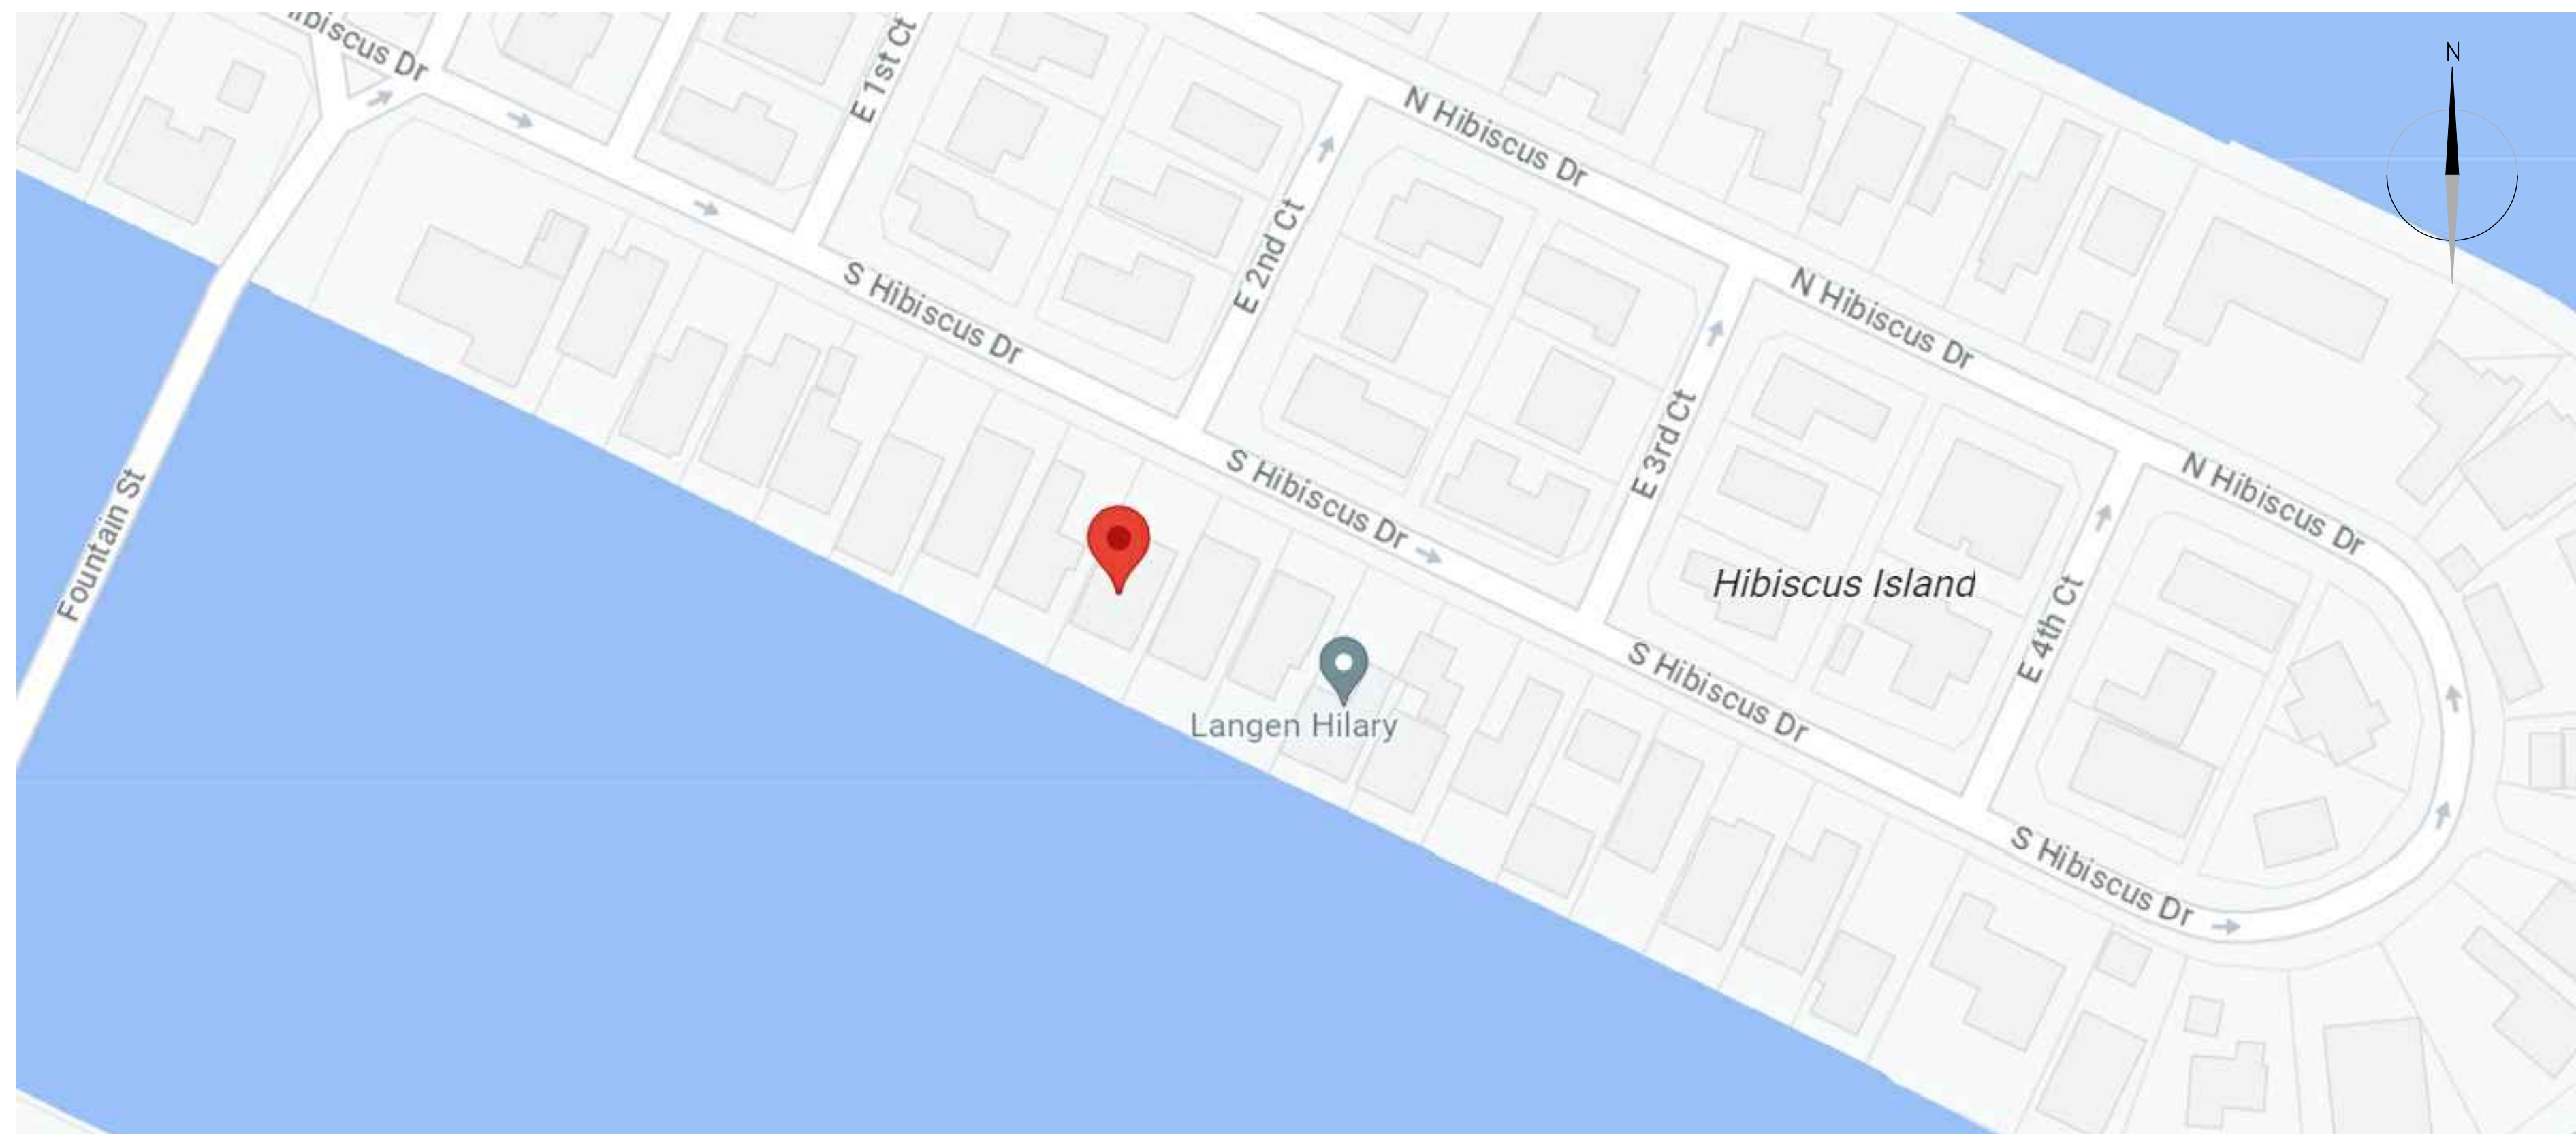 ibiscus Dr
E 1st Ct
N
N Hibiscus Dr
E 2nd Ct
S Hibiscus Dr
N Hibiscus Dr
E 3rd Ct
S Hibiscus Dr
N Hibiscus Dr
Fountain St
Hibiscus Island
E 4th Ct
S Hibiscus Dr
Langen Hilary
S Hibiscus Dr